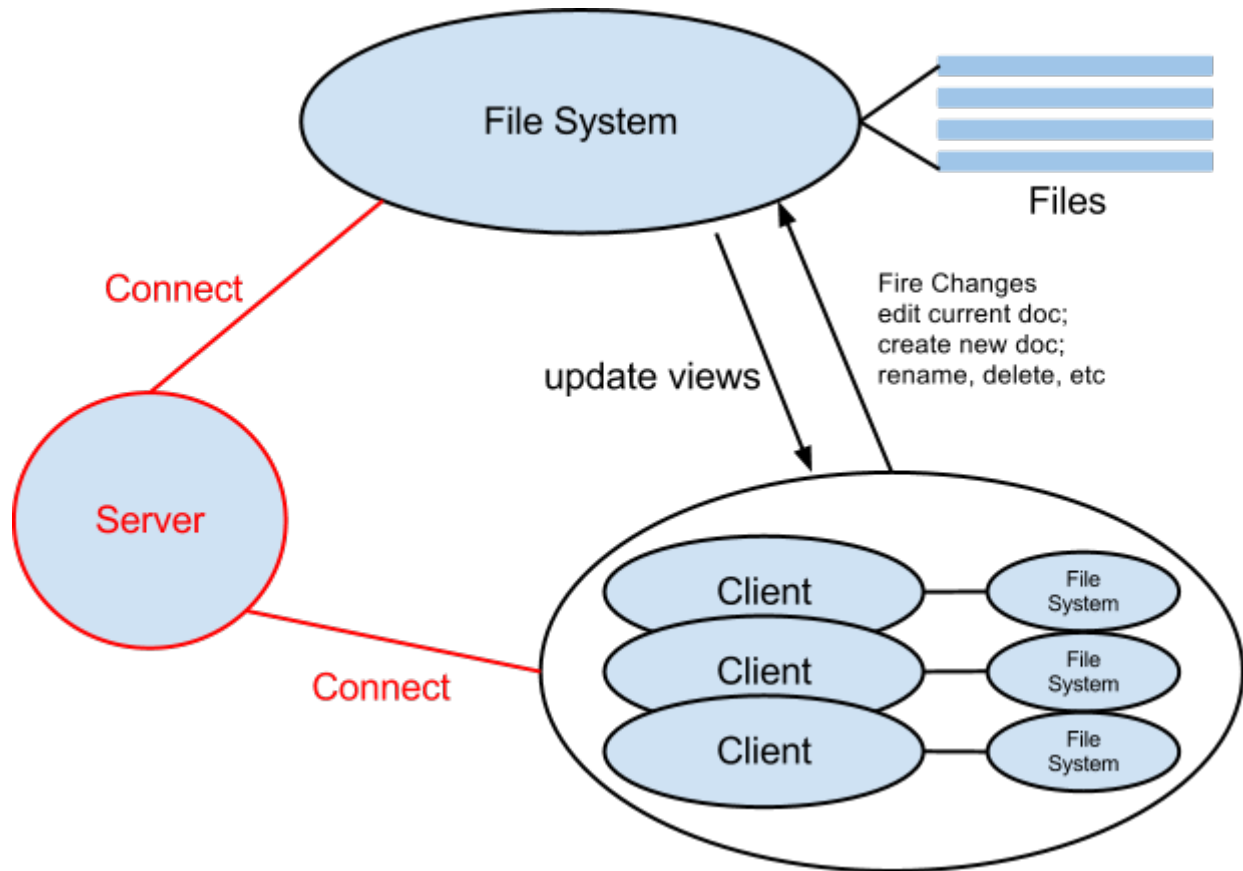 File System
Files
Connect
Fire Changes
edit current doc;
create new doc;
rename, delete, etc
update views
Server
Connect
Client
File
System
Client
File
System
Client
File
System